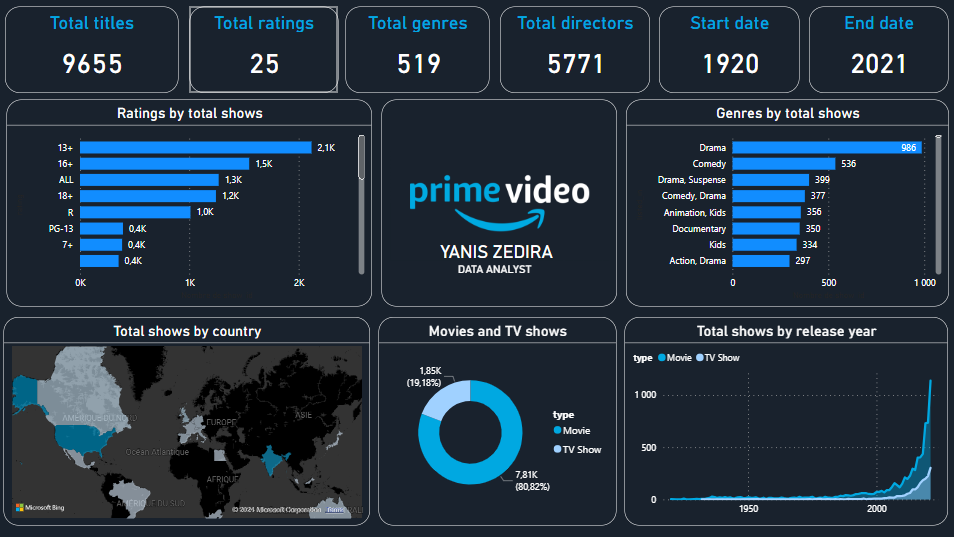 Total titles
9655
Total ratings
25
Total genres
519
Total directors
5771
Start date
1920
End date
2021
Ratings by total shows
13+ 2,1K
16+ 1,5K
ALL 1,3K
18+ 1,2K
R 1,0K
PG-13 0,4K
7+ 0,4K
0,4K
0K 1K 2K
prime video
YANIS ZEDIRA
DATA ANALYST
Genres by total shows
Drama 986
Comedy 536
Drama, Suspense 399
Comedy, Drama 377
Animation, Kids 356
Documentary 350
Kids 334
Action, Drama 297
0 500 1 000
Total shows by country
AMÉRIQUE DU NORD
EUROPE
ASIE
Océan Atlantique
AFRIQUE
AMÉRIQUE DU SUD
Microsoft Bing
© 2024 Microsoft Corporation
Movies and TV shows
1,85K
(19,18%)
type
Movie
TV Show
7,81K
(80,82%)
Total shows by release year
type Movie TV Show
1 000
500
0
1950 2000